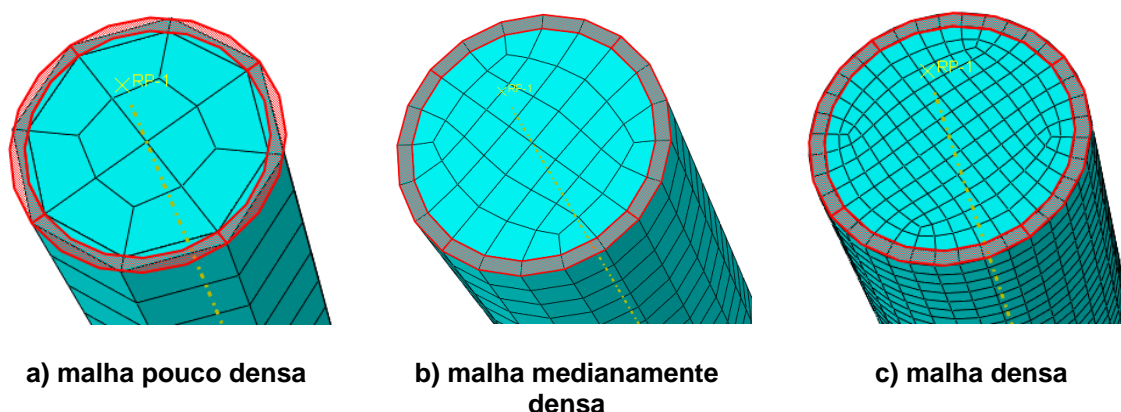 RP-1
RP-1
RP-1
a) malha pouco densa
b) malha medianamente
densa
c) malha densa